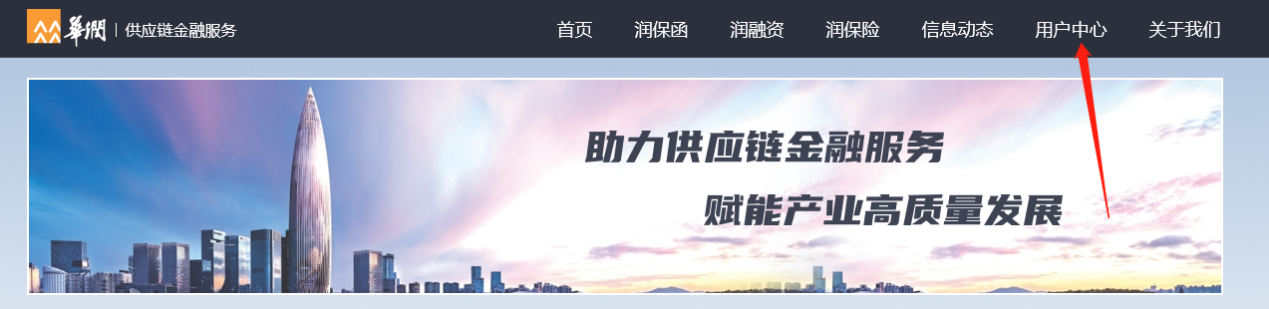 華潤 | 供应链金融服务
首页 润保函 润融资 润保险 信息动态 用户中心 关于我们
助力供应链金融服务
赋能产业高质量发展